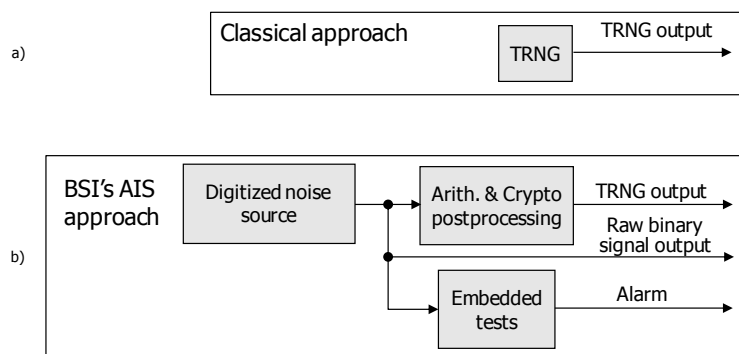 a)
Classical approach
TRNG
TRNG output
b)
BSI's AIS
approach
Digitized noise
source
Arith. & Crypto
postprocessing
TRNG output
Raw binary
signal output
Embedded
tests
Alarm